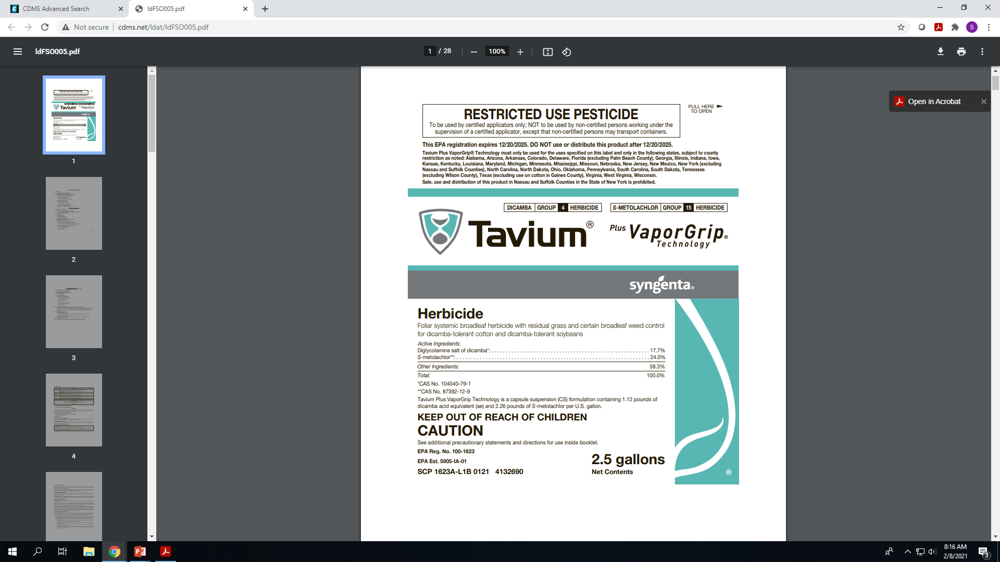 CDMS Advanced Search
ldFSO005.pdf
Not secure
cdms.net/ldat/ldFSO005.pdf
S
ldFSO005.pdf
1 / 28
100%
Open in Acrobat
1
2
3
4
RESTRICTED USE PESTICIDE
To be used by certified applicators only; NOT to be used by non-certified persons working under the
supervision of a certified applicator, except that non-certified persons may transport containers.
PULL HERE
TO OPEN
This EPA registration expires 12/20/2025. DO NOT use or distribute this product after 12/20/2025.
Tavium Plus VaporGrip® Technology must only be used for the uses specified on this label and only in the following states, subject to county
restriction as noted: Alabama, Arizona, Arkansas, Colorado, Delaware, Florida (excluding Palm Beach County), Georgia, Illinois, Indiana, Iowa,
Kansas, Kentucky, Louisiana, Maryland, Michigan, Minnesota, Mississippi, Missouri, Nebraska, New Jersey, New Mexico, New York (excluding
Nassau and Suffolk Counties), North Carolina, North Dakota, Ohio, Oklahoma, Pennsylvania, South Carolina, South Dakota, Tennessee
(excluding Wilson County), Texas (excluding use on cotton in Gaines County), Virginia, West Virginia, Wisconsin.
Sale, use and distribution of this product in Nassau and Suffolk Counties in the State of New York is prohibited.
DICAMBA GROUP 4 HERBICIDE
S-METOLACHLOR GROUP 15 HERBICIDE
Tavium®
Plus VaporGrip®
Technology
syngenta®
Herbicide
Foliar systemic broadleaf herbicide with residual grass and certain broadleaf weed control
for dicamba-tolerant cotton and dicamba-tolerant soybeans
Active Ingredients:
Diglycolamine salt of dicamba*: . . . . . . . . . . . . . . . . . . . . . . . . . . . . . . . . . . . . . . . . . . . . . . . . . . . . . . . . . 17.7%
S-metolachlor**: . . . . . . . . . . . . . . . . . . . . . . . . . . . . . . . . . . . . . . . . . . . . . . . . . . . . . . . . . . . . . . . . . . . . . 24.0%
Other Ingredients: 58.3%
Total: 100.0%
*CAS No. 104040-79-1
**CAS No. 87392-12-9
Tavium Plus VaporGrip Technology is a capsule suspension (CS) formulation containing 1.12 pounds of
dicamba acid equivalent (ae) and 2.26 pounds of S-metolachlor per U.S. gallon.
KEEP OUT OF REACH OF CHILDREN
CAUTION
See additional precautionary statements and directions for use inside booklet.
EPA Reg. No. 100-1623
EPA Est. 5905-IA-01
SCP 1623A-L1B 0121 4132690
2.5 gallons
Net Contents
®
8:16 AM
2/8/2021
3